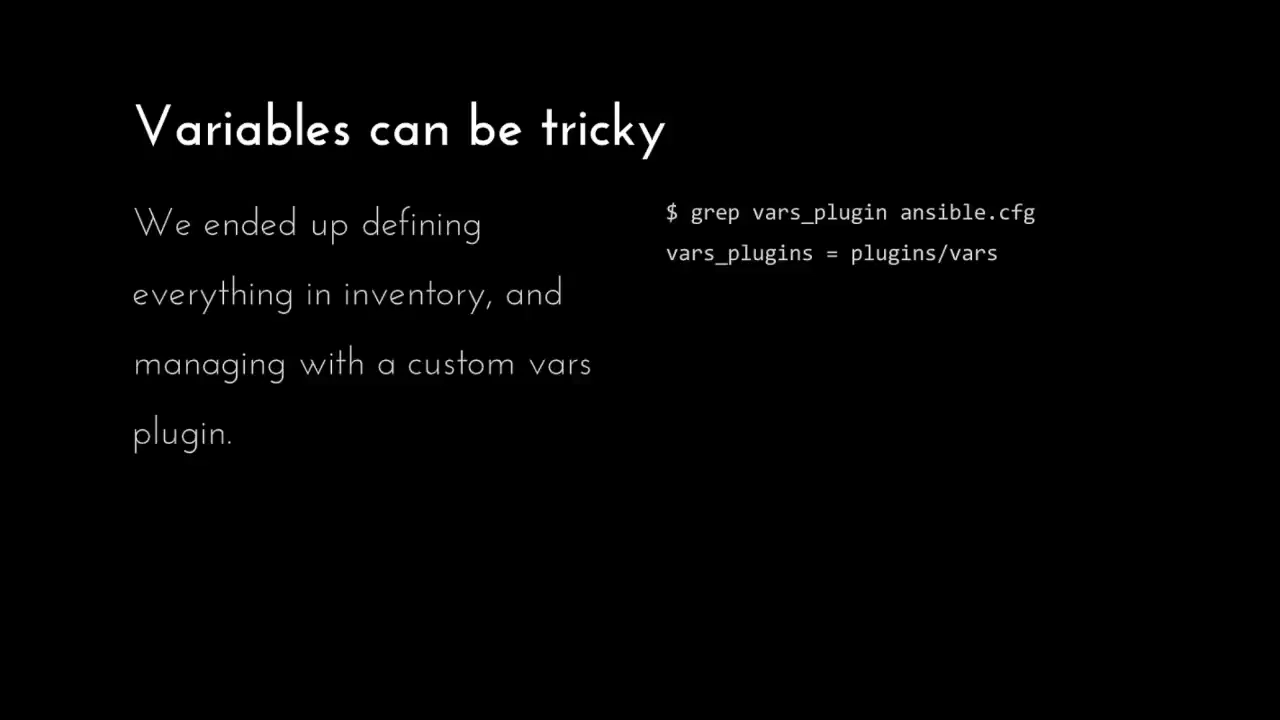 Variables can be tricky
We ended up defining
everything in inventory, and
managing with a custom vars
plugin.
$ grep vars_plugin ansible.cfg
vars_plugins = plugins/vars